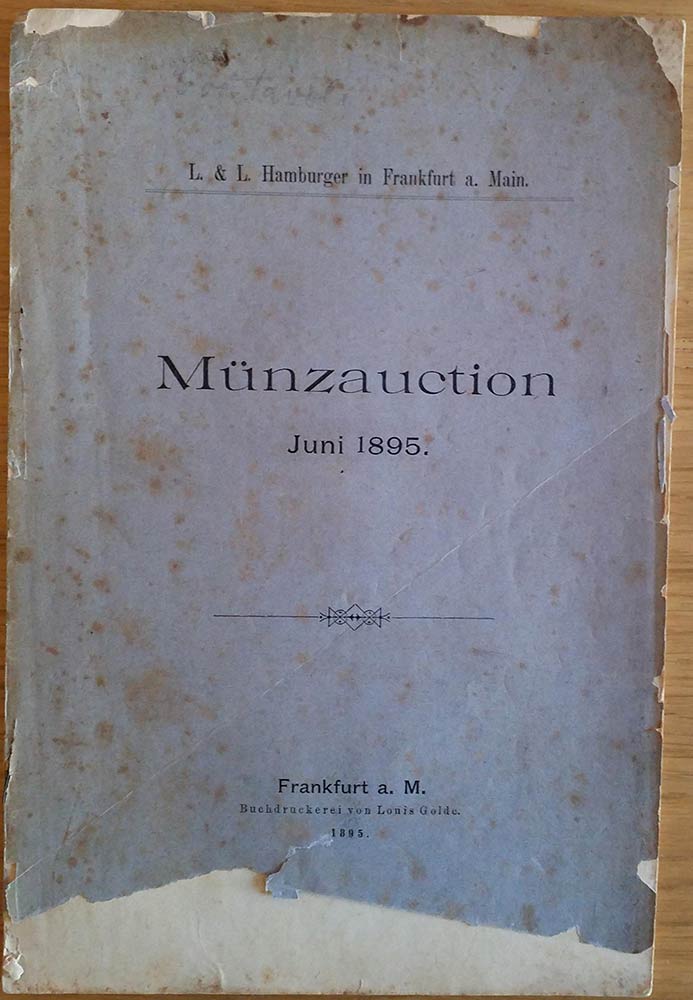 L. & L. Hamburger in Frankfurt a. Main.
Münzauction
Juni 1895.
Frankfurt a. M.
Buchdruckerei von Louis Golde.
1895.